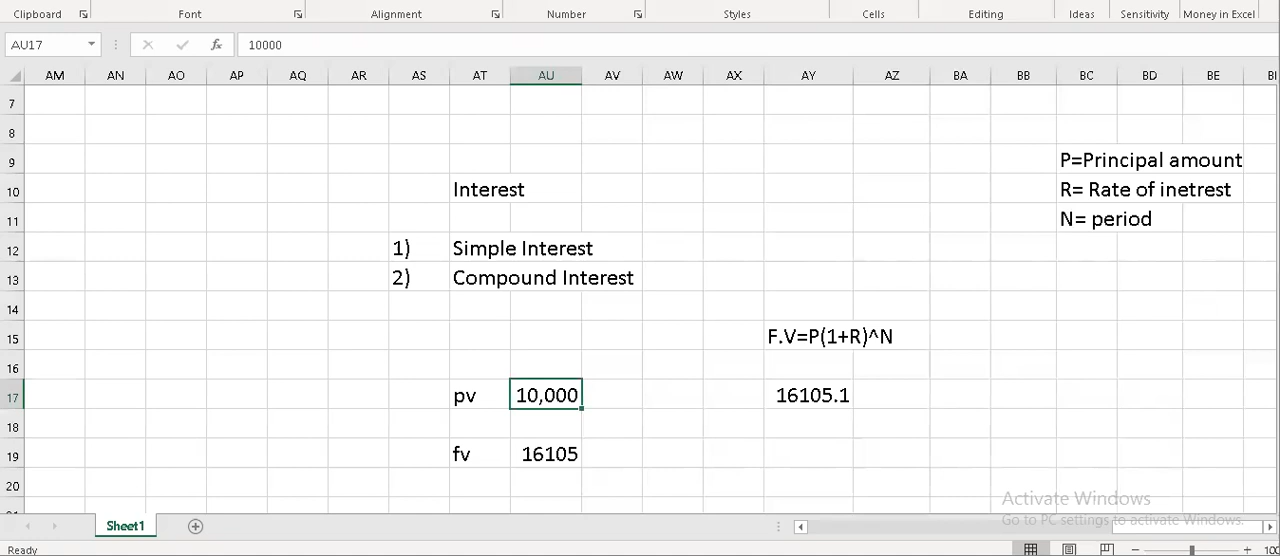 Clipboard Font Alignment Number Styles Cells Editing Ideas Sensitivity Money in Excel
AU17 fx 10000
AM AN AO AP AQ AR AS AT AU AV AW AX AY AZ BA BB BC BD BE
7
8
9 P=Principal amount
10 Interest R= Rate of inetrest
11 N= period
12 1) Simple Interest
13 2) Compound Interest
14
15 F.V=P(1+R)^N
16
17 pv 10,000 16105.1
18
19 fv 16105
20
Activate Windows
Go to PC settings to activate Windows.
Sheet1
Ready